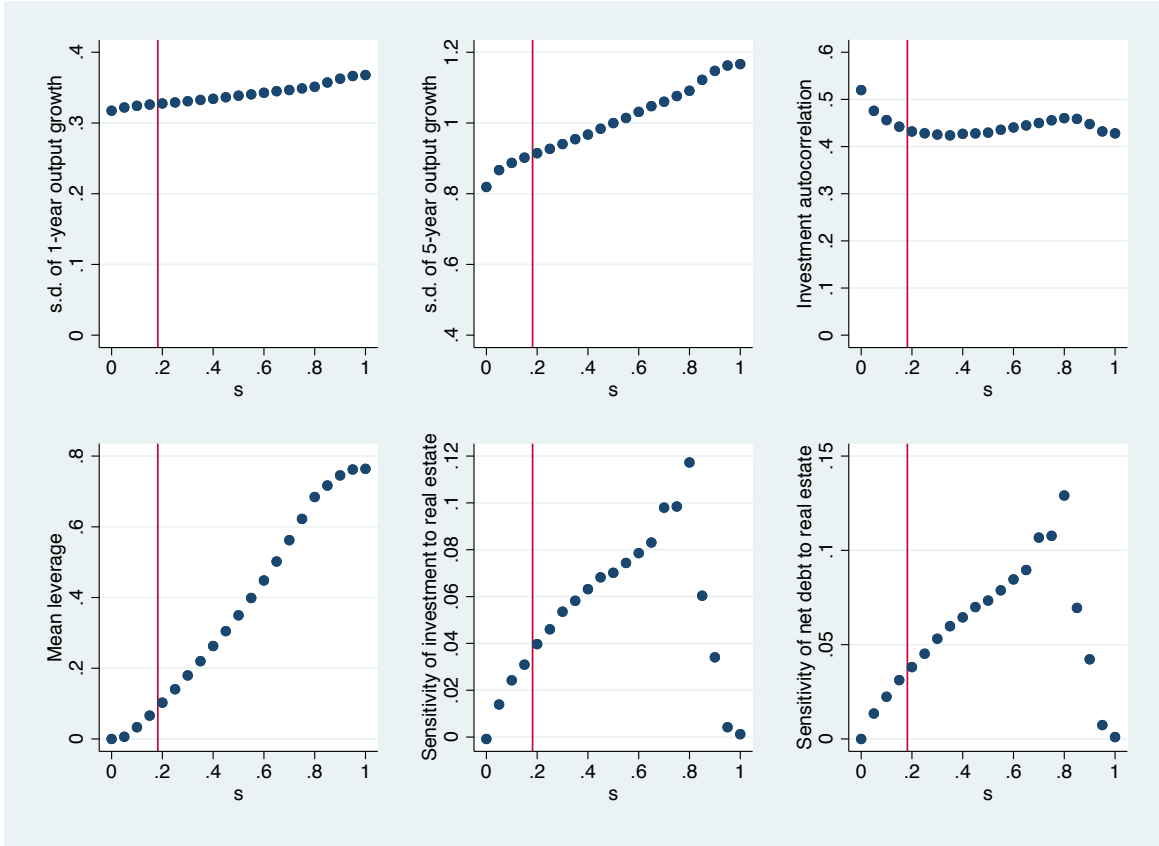 s.d. of 1-year output growth
.4
.3
.2
.1
0
0 .2 .4 .6 .8 1
s
s.d. of 5-year output growth
1.2
1
.8
.6
.4
0 .2 .4 .6 .8 1
s
Investment autocorrelation
.6
.5
.4
.3
.2
.1
0
0 .2 .4 .6 .8 1
s
Mean leverage
.8
.6
.4
.2
0
0 .2 .4 .6 .8 1
s
Sensitivity of investment to real estate
.12
.1
.08
.06
.04
.02
0
0 .2 .4 .6 .8 1
s
Sensitivity of net debt to real estate
.15
.1
.05
0
0 .2 .4 .6 .8 1
s